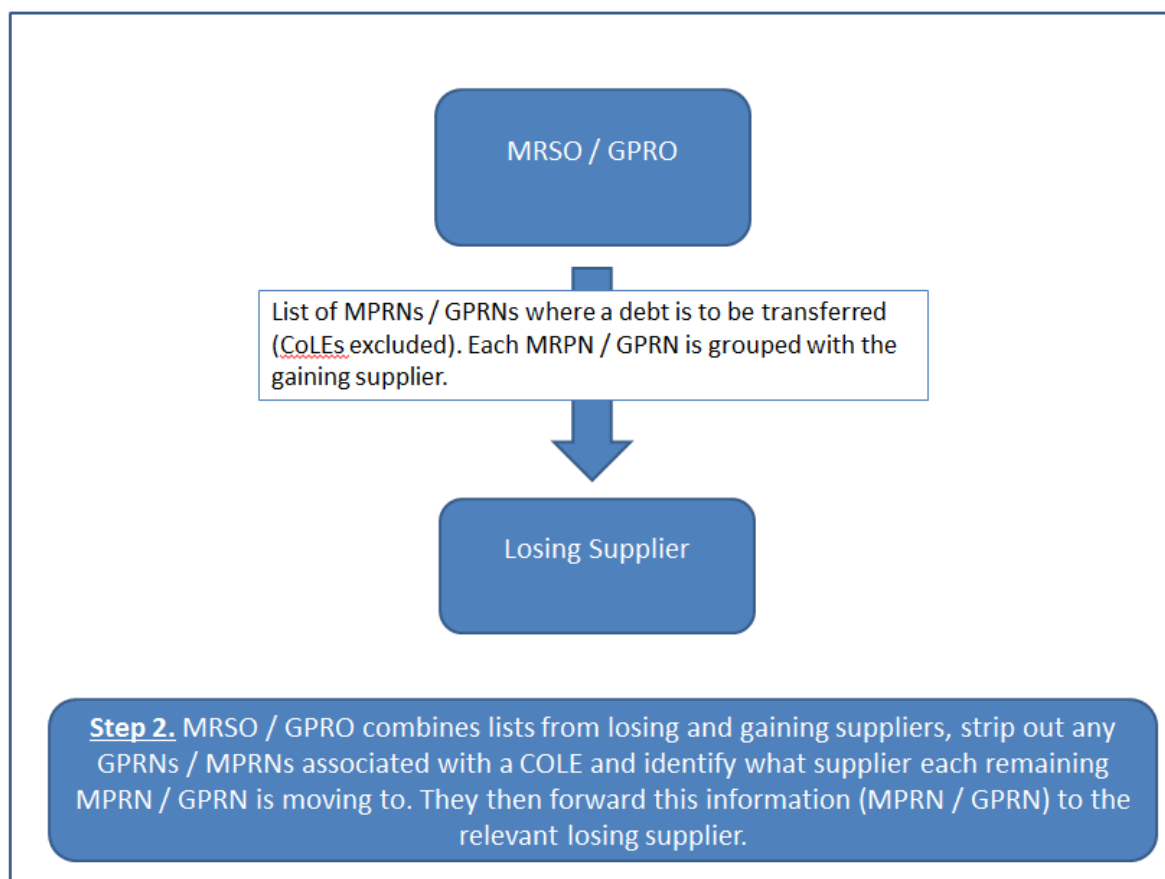 MRSO / GPRO
List of MPRNs / GPRNs where a debt is to be transferred
(CoLEs excluded). Each MRPN / GPRN is grouped with the
gaining supplier.
Losing Supplier
Step 2. MRSO / GPRO combines lists from losing and gaining suppliers, strip out any
GPRNs / MPRNs associated with a COLE and identify what supplier each remaining
MPRN / GPRN is moving to. They then forward this information (MPRN / GPRN) to the
relevant losing supplier.